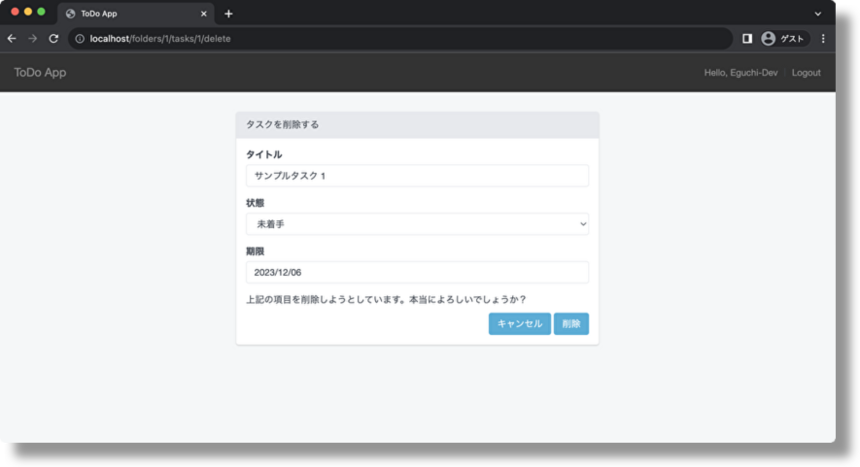 ToDo App
localhost/folders/1/tasks/1/delete
ゲスト
ToDo App
Hello, Eguchi-Dev
Logout
タスクを削除する
タイトル
サンプルタスク 1
状態
未着手
期限
2023/12/06
上記の項目を削除しようとしています。本当によろしいでしょうか？
キャンセル 削除